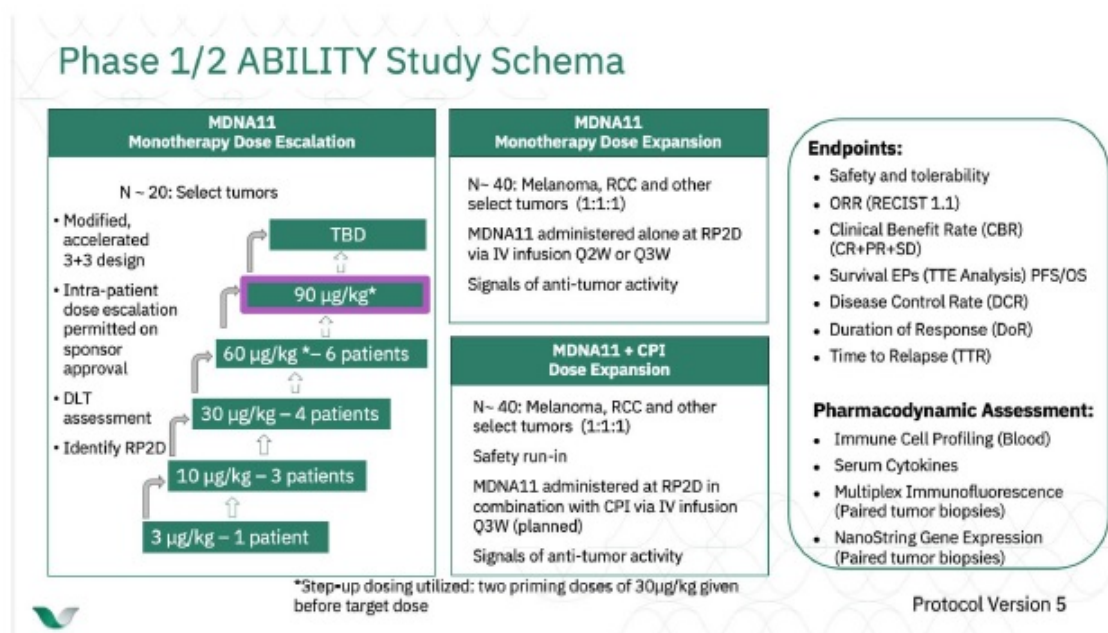 Phase 1/2 ABILITY Study Schema
MDNA11
Monotherapy Dose Escalation
N ~ 20: Select tumors
• Modified,
accelerated
3+3 design
• Intra-patient
dose escalation
permitted on
sponsor
approval
• DLT
assessment
• Identify RP2D
TBD
90 µg/kg*
60 µg/kg *– 6 patients
30 µg/kg – 4 patients
10 µg/kg – 3 patients
3 µg/kg – 1 patient
MDNA11
Monotherapy Dose Expansion
N~ 40: Melanoma, RCC and other
select tumors (1:1:1)
MDNA11 administered alone at RP2D
via IV infusion Q2W or Q3W
Signals of anti-tumor activity
MDNA11 + CPI
Dose Expansion
N~ 40: Melanoma, RCC and other
select tumors (1:1:1)
Safety run-in
MDNA11 administered at RP2D in
combination with CPI via IV infusion
Q3W (planned)
Signals of anti-tumor activity
Endpoints:
• Safety and tolerability
• ORR (RECIST 1.1)
• Clinical Benefit Rate (CBR)
(CR+PR+SD)
• Survival EPs (TTE Analysis) PFS/OS
• Disease Control Rate (DCR)
• Duration of Response (DoR)
• Time to Relapse (TTR)
Pharmacodynamic Assessment:
• Immune Cell Profiling (Blood)
• Serum Cytokines
• Multiplex Immunofluorescence
(Paired tumor biopsies)
• NanoString Gene Expression
(Paired tumor biopsies)
*Step-up dosing utilized: two priming doses of 30µg/kg given
before target dose
Protocol Version 5